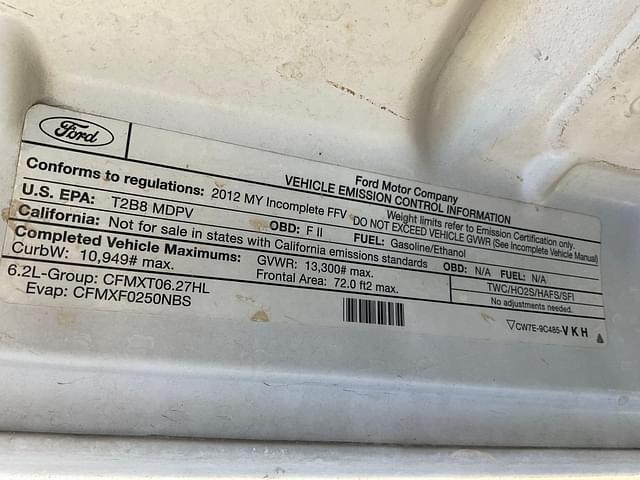 Ford
Ford Motor Company
VEHICLE EMISSION CONTROL INFORMATION
Conforms to regulations: 2012 MY Incomplete FFV
Weight limits refer to Emission Certification only.
DO NOT EXCEED VEHICLE GVWR (See Incomplete Vehicle Manual)
U.S. EPA: T2B8 MDPV OBD: F II FUEL: Gasoline/Ethanol
California: Not for sale in states with California emissions standards OBD: N/A FUEL: N/A
Completed Vehicle Maximums: GVWR: 13,300# max.
CurbW: 10,949# max. Frontal Area: 72.0 ft2 max.
TWC/HO2S/HAFS/SFI
No adjustments needed.
6.2L-Group: CFMXT06.27HL
Evap: CFMXF0250NBS
CW7E-9C485-VKH